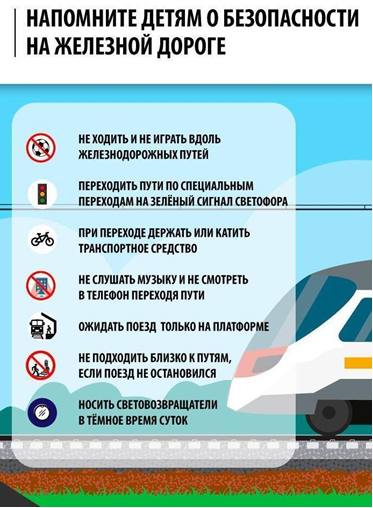 НАПОМНИТЕ ДЕТЯМ О БЕЗОПАСНОСТИ
НА ЖЕЛЕЗНОЙ ДОРОГЕ
НЕ ХОДИТЬ И НЕ ИГРАТЬ ВДОЛЬ
ЖЕЛЕЗНОДОРОЖНЫХ ПУТЕЙ
ПЕРЕХОДИТЬ ПУТИ ПО СПЕЦИАЛЬНЫМ
ПЕРЕХОДАМ НА ЗЕЛЁНЫЙ СИГНАЛ СВЕТОФОРА
ПРИ ПЕРЕХОДЕ ДЕРЖАТЬ ИЛИ КАТИТЬ
ТРАНСПОРТНОЕ СРЕДСТВО
НЕ СЛУШАТЬ МУЗЫКУ И НЕ СМОТРЕТЬ
В ТЕЛЕФОН ПЕРЕХОДЯ ПУТИ
ОЖИДАТЬ ПОЕЗД ТОЛЬКО НА ПЛАТФОРМЕ
НЕ ПОДХОДИТЬ БЛИЗКО К ПУТЯМ,
ЕСЛИ ПОЕЗД НЕ ОСТАНОВИЛСЯ
НОСИТЬ СВЕТОВОЗВРАЩАТЕЛИ
В ТЁМНОЕ ВРЕМЯ СУТОК